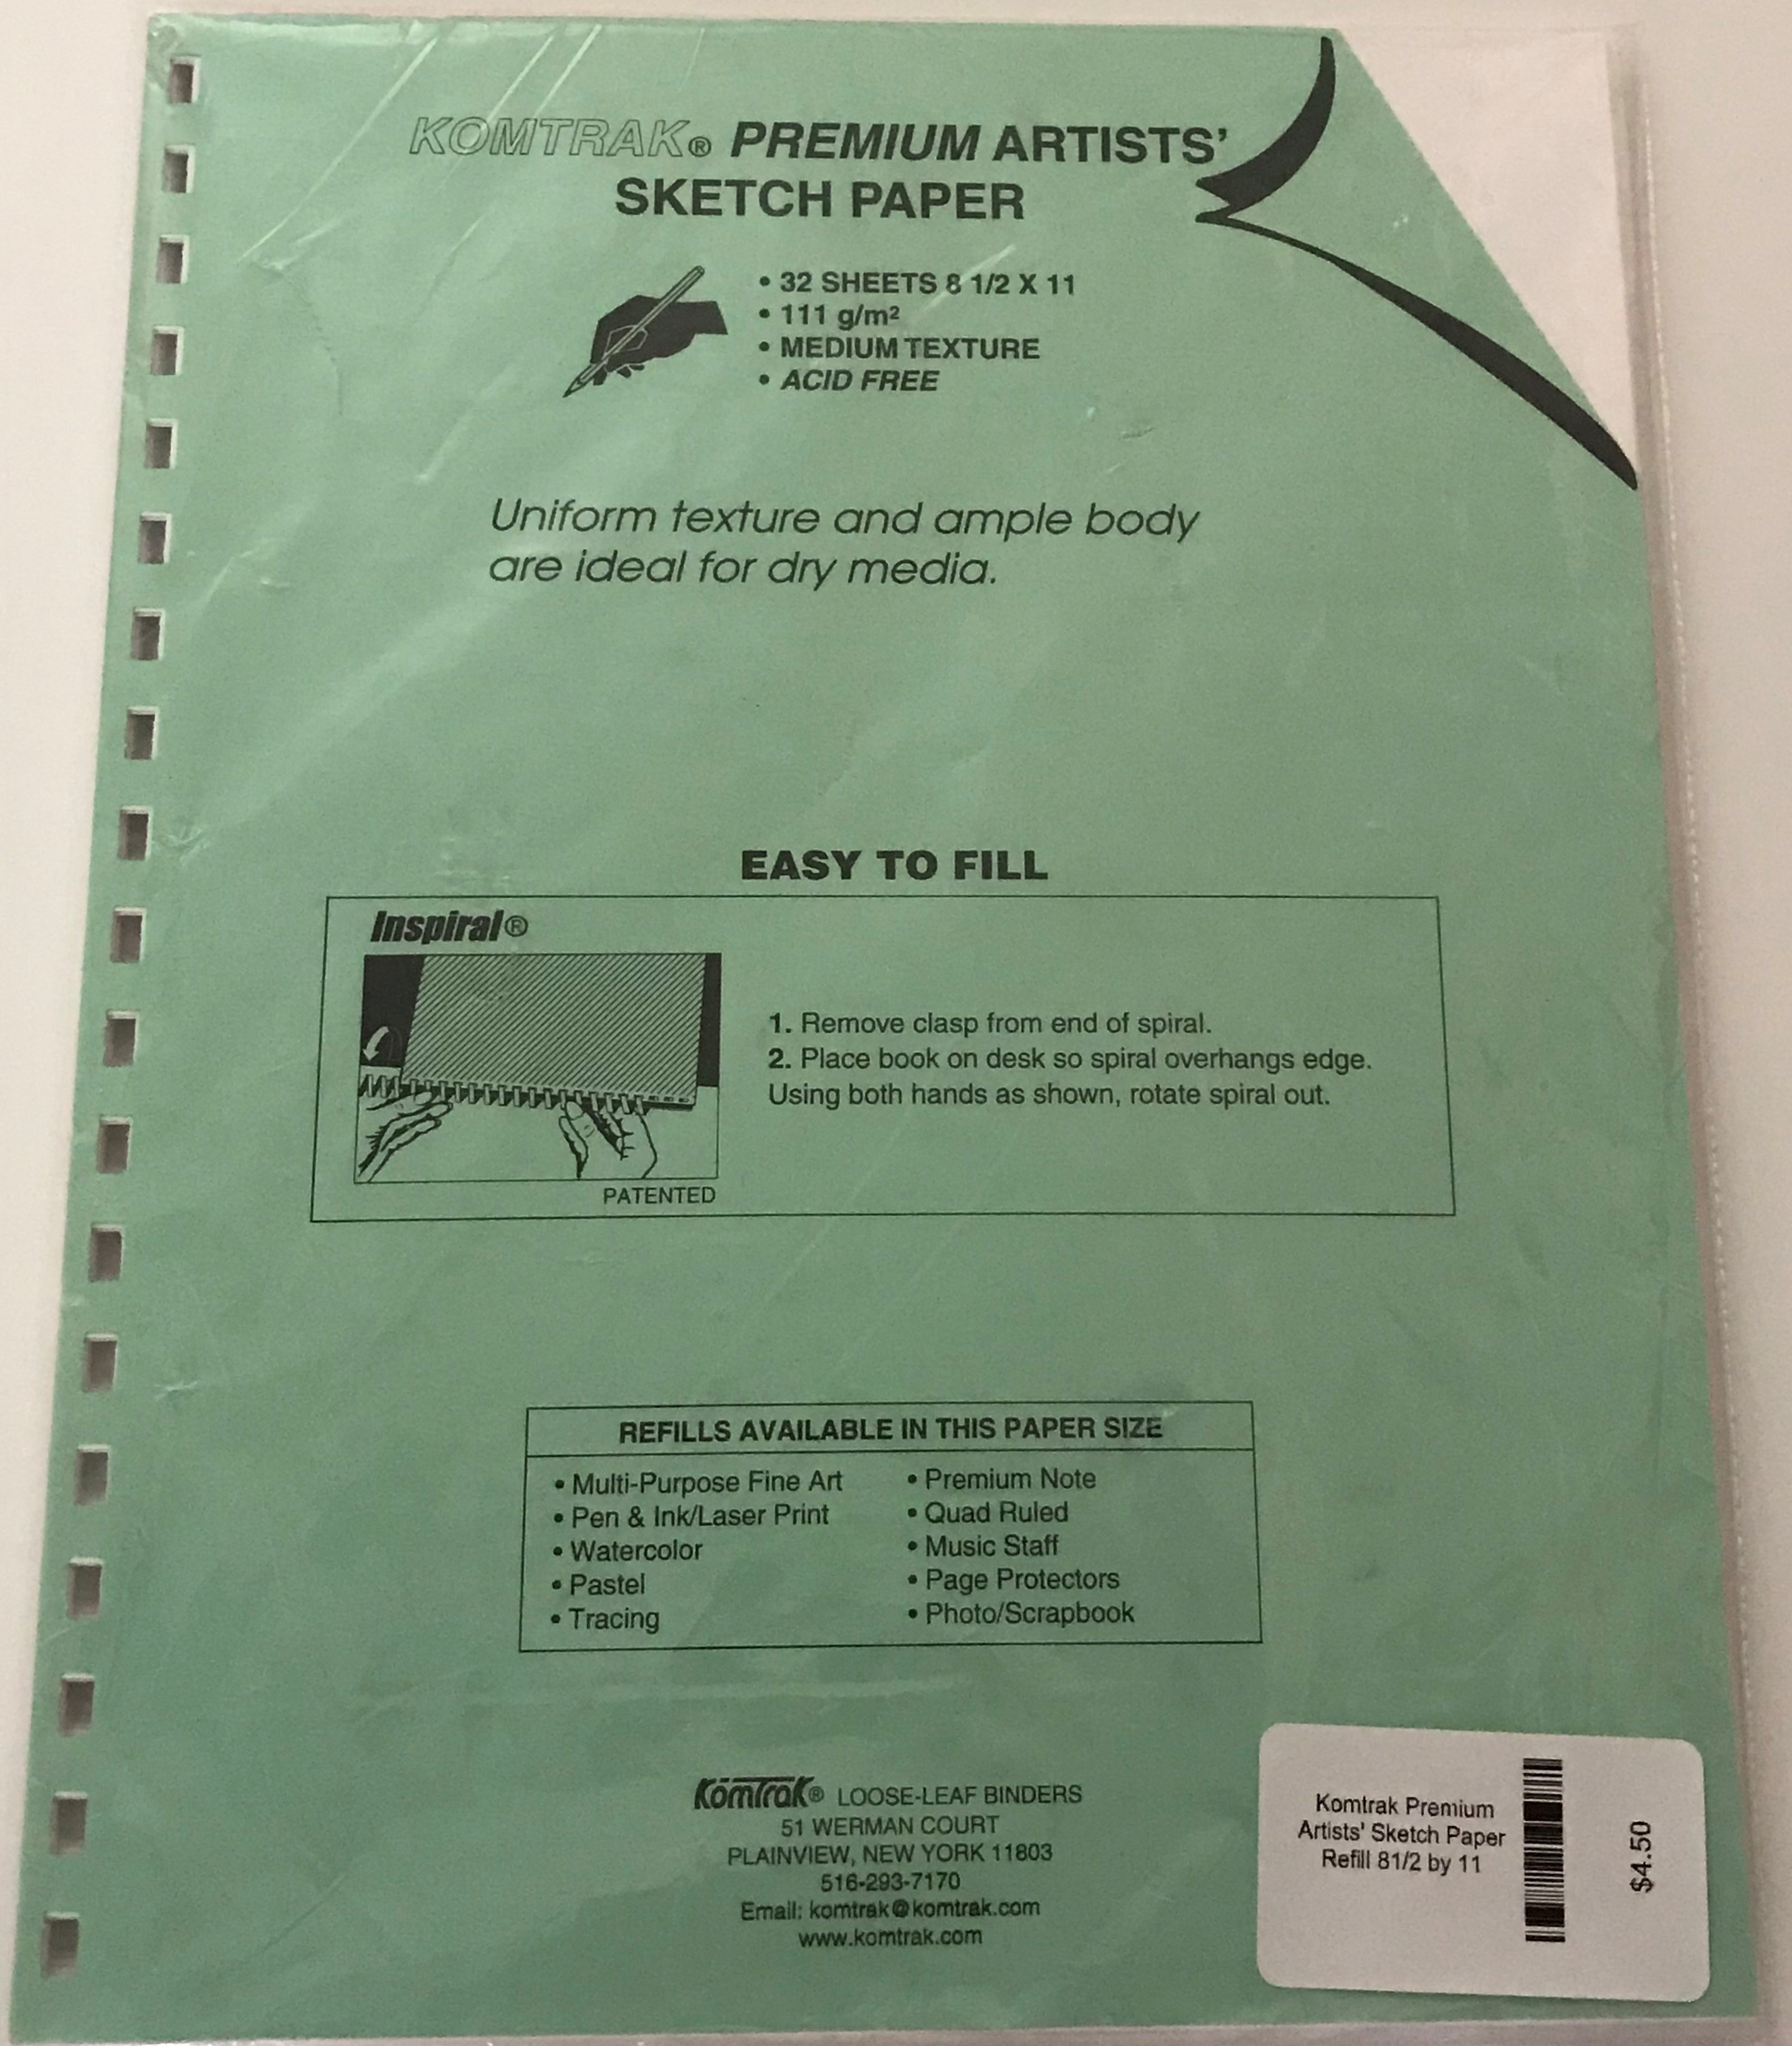 KOMTRAK® PREMIUM ARTISTS'
SKETCH PAPER
• 32 SHEETS 8 1/2 X 11
• 111 g/m²
• MEDIUM TEXTURE
• ACID FREE
Uniform texture and ample body
are ideal for dry media.
EASY TO FILL
Inspiral®
1. Remove clasp from end of spiral.
2. Place book on desk so spiral overhangs edge.
Using both hands as shown, rotate spiral out.
PATENTED
REFILLS AVAILABLE IN THIS PAPER SIZE
• Multi-Purpose Fine Art
• Pen & Ink/Laser Print
• Watercolor
• Pastel
• Tracing
• Premium Note
• Quad Ruled
• Music Staff
• Page Protectors
• Photo/Scrapbook
KömTrak® LOOSE-LEAF BINDERS
51 WERMAN COURT
PLAINVIEW, NEW YORK 11803
516-293-7170
Email: komtrak@komtrak.com
www.komtrak.com
Komtrak Premium
Artists' Sketch Paper
Refill 81/2 by 11
$4.50